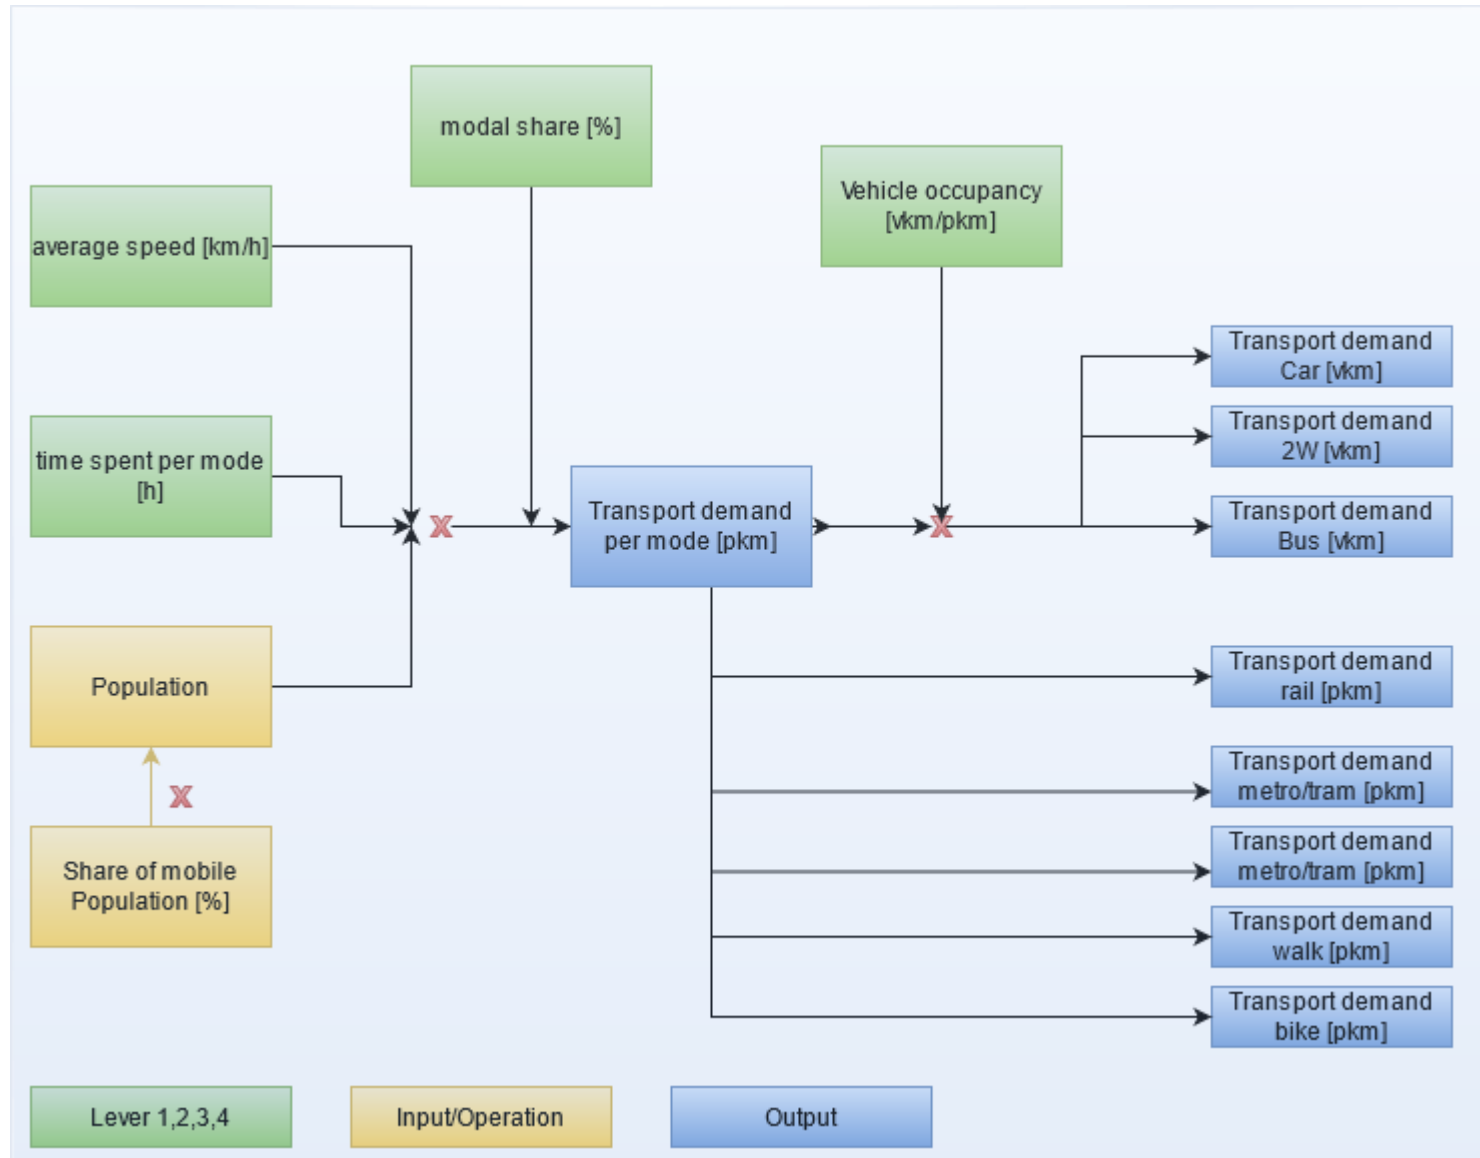 modal share [%]
Vehicle occupancy
[vkm/pkm]
average speed [km/h]
Transport demand
Car [vkm]
Transport demand
2W [vkm]
time spent per mode
[h]
X
Transport demand
per mode [pkm]
X
Transport demand
Bus [vkm]
Population
Transport demand
rail [pkm]
X
Transport demand
metro/tram [pkm]
Share of mobile
Population [%]
Transport demand
metro/tram [pkm]
Transport demand
walk [pkm]
Transport demand
bike [pkm]
Lever 1,2,3,4
Input/Operation
Output